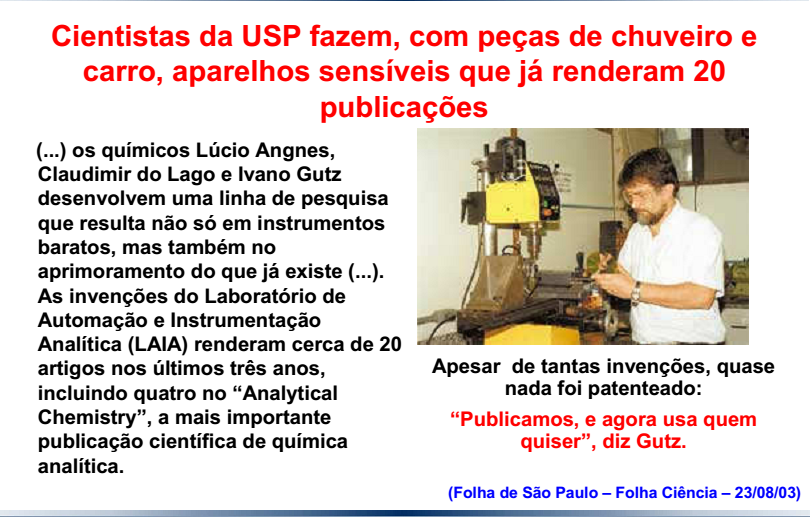 Cientistas da USP fazem, com peças de chuveiro e
carro, aparelhos sensíveis que já renderam 20
publicações
(...) os químicos Lúcio Angnes,
Claudimir do Lago e Ivano Gutz
desenvolvem uma linha de pesquisa
que resulta não só em instrumentos
baratos, mas também no
aprimoramento do que já existe (...).
As invenções do Laboratório de
Automação e Instrumentação
Analítica (LAIA) renderam cerca de 20
artigos nos últimos três anos,
incluindo quatro no “Analytical
Chemistry”, a mais importante
publicação científica de química
analítica.
Apesar de tantas invenções, quase
nada foi patenteado:
“Publicamos, e agora usa quem
quiser”, diz Gutz.
(Folha de São Paulo – Folha Ciência – 23/08/03)